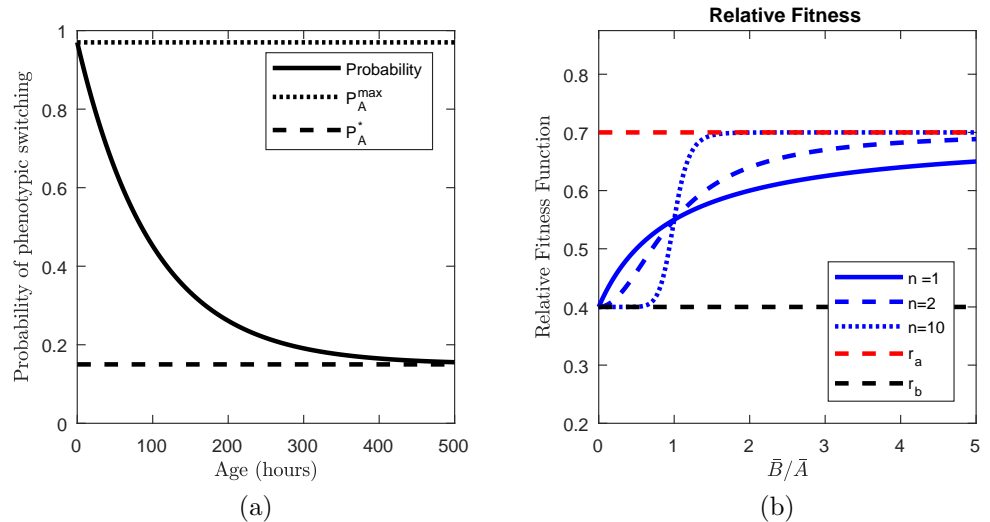 Probability of phenotypic switching
1
0.8
0.6
0.4
0.2
0
0
100
200
300
400
500
Age (hours)
Probability
P_A^max
P_A^*
(a)
Relative Fitness
Relative Fitness Function
0.8
0.7
0.6
0.5
0.4
0.3
0.2
0
1
2
3
4
5
B̄/Ā
n =1
n=2
n=10
r_a
r_b
(b)